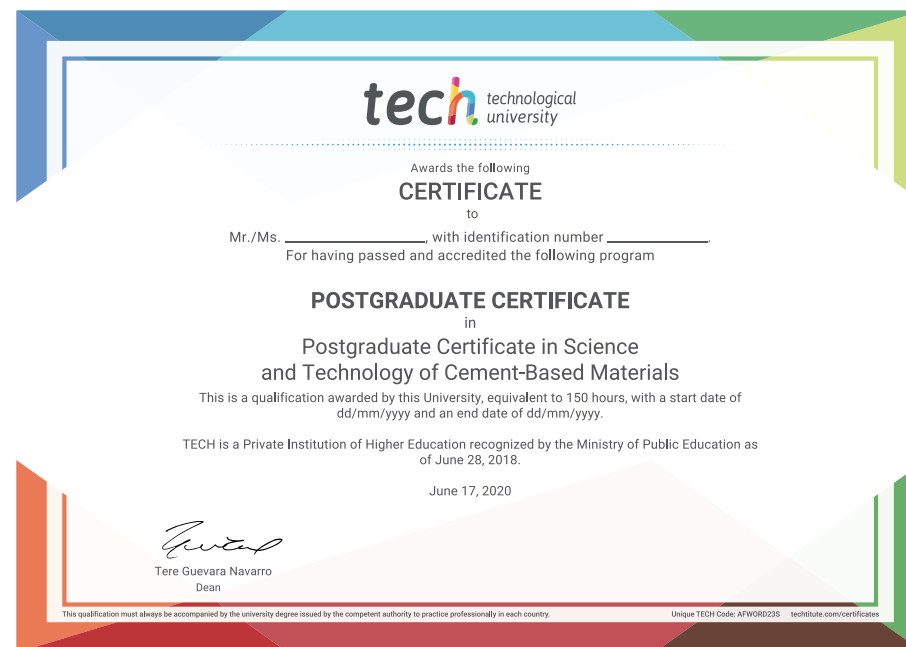 tech technological
university
Awards the following
CERTIFICATE
to
Mr./Ms. ____________________, with identification number ______________.
For having passed and accredited the following program
POSTGRADUATE CERTIFICATE
in
Postgraduate Certificate in Science
and Technology of Cement-Based Materials
This is a qualification awarded by this University, equivalent to 150 hours, with a start date of
dd/mm/yyyy and an end date of dd/mm/yyyy.
TECH is a Private Institution of Higher Education recognized by the Ministry of Public Education as
of June 28, 2018.
June 17, 2020
Tere Guevara Navarro
Dean
This qualification must always be accompanied by the university degree issued by the competent authority to practice professionally in each country.
Unique TECH Code: AFWORD23S techtitute.com/certificates